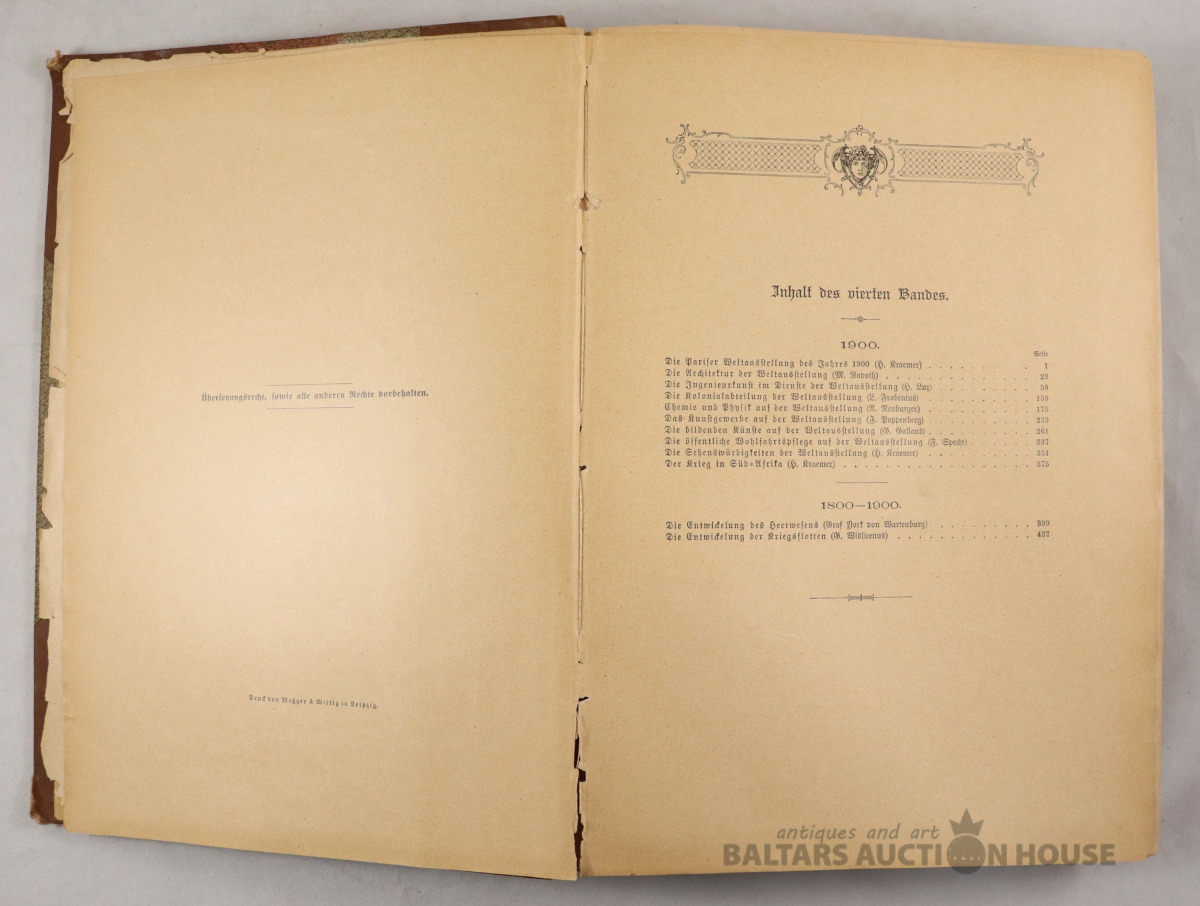 Übersetzungsrecht, sowie alle anderen Rechte vorbehalten.
Druck von Metzger & Wittig in Leipzig.
Inhalt des vierten Bandes.
1900.
Seite
Die Pariser Weltausstellung des Jahres 1900 (H. Kraemer) . . . . . . . . . . 1
Die Architektur der Weltausstellung (M. Ravoth) . . . . . . . . . . . . . . 23
Die Ingenieurkunst im Dienste der Weltausstellung (H. Lux) . . . . . . . . . . 59
Die Kolonialabteilung der Weltausstellung (L. Frobenius) . . . . . . . . . . 159
Chemie und Physik auf der Weltausstellung (A. Neuburger) . . . . . . . . . . 175
Das Kunstgewerbe auf der Weltausstellung (F. Poppenberg) . . . . . . . . . . 233
Die bildenden Künste auf der Weltausstellung (G. Galland) . . . . . . . . . . 261
Die öffentliche Wohlfahrtspflege auf der Weltausstellung (F. Specht) . . . . . . 337
Die Sehenswürdigkeiten der Weltausstellung (H. Kraemer) . . . . . . . . . . 351
Der Krieg in Süd-Afrika (H. Kraemer) . . . . . . . . . . . . . . . . . . 375
1800—1900.
Die Entwickelung des Heerwesens (Graf York von Wartenburg) . . . . . . . . . 399
Die Entwickelung der Kriegsflotten (G. Wislicenus) . . . . . . . . . . . . . 437
antiques and art
BALTARS AUCTION HOUSE